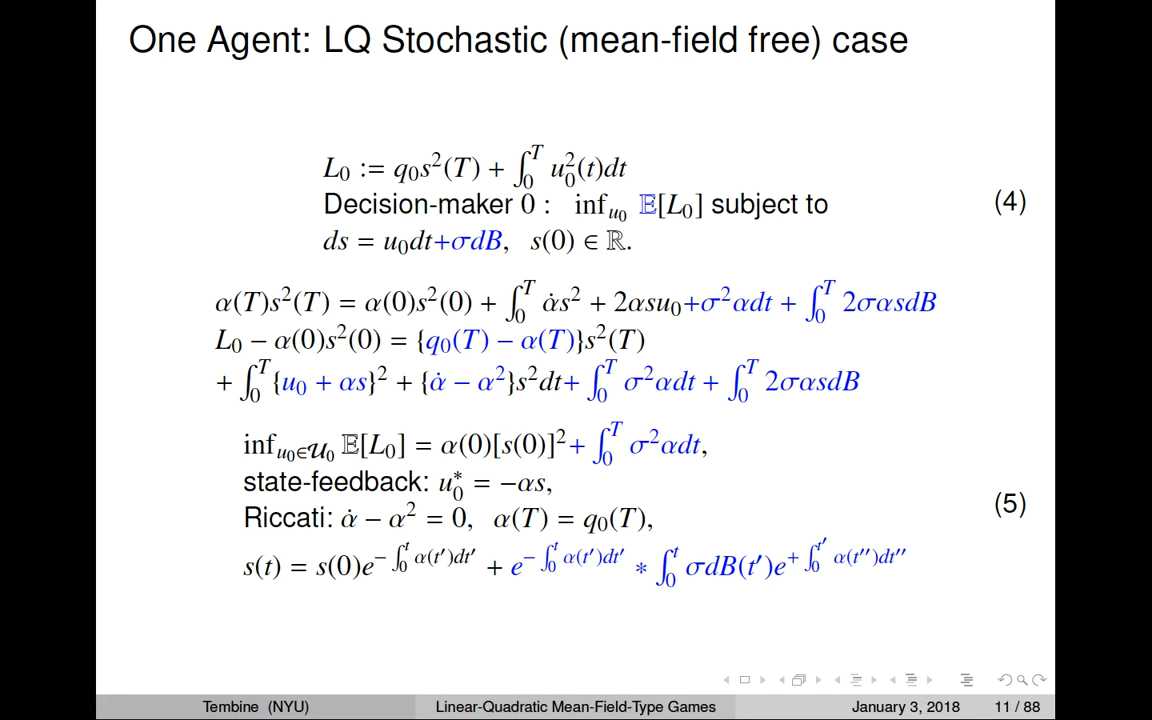 One Agent: LQ Stochastic (mean-field free) case
L₀ := q₀s²(T) + ∫₀ᵀ u₀²(t)dt
Decision-maker 0 : inf_{u₀} 𝔼[L₀] subject to
ds = u₀dt+σdB, s(0) ∈ ℝ.
(4)
α(T)s²(T) = α(0)s²(0) + ∫₀ᵀ α̇s² + 2αsu₀+σ²αdt + ∫₀ᵀ 2σαsdB
L₀ − α(0)s²(0) = {q₀(T) − α(T)}s²(T)
+ ∫₀ᵀ{u₀ + αs}² + {α̇ − α²}s²dt+ ∫₀ᵀ σ²αdt + ∫₀ᵀ 2σαsdB
inf_{u₀∈𝒰₀} 𝔼[L₀] = α(0)[s(0)]²+ ∫₀ᵀ σ²αdt,
state-feedback: u₀* = −αs,
Riccati: α̇ − α² = 0, α(T) = q₀(T),
(5)
s(t) = s(0)e^{− ∫₀ᵗ α(t′)dt′} + e^{− ∫₀ᵗ α(t′)dt′} ∗ ∫₀ᵗ σdB(t′)e^{+ ∫₀^{t′} α(t′′)dt′′}
Tembine (NYU) Linear-Quadratic Mean-Field-Type Games January 3, 2018 11 / 88